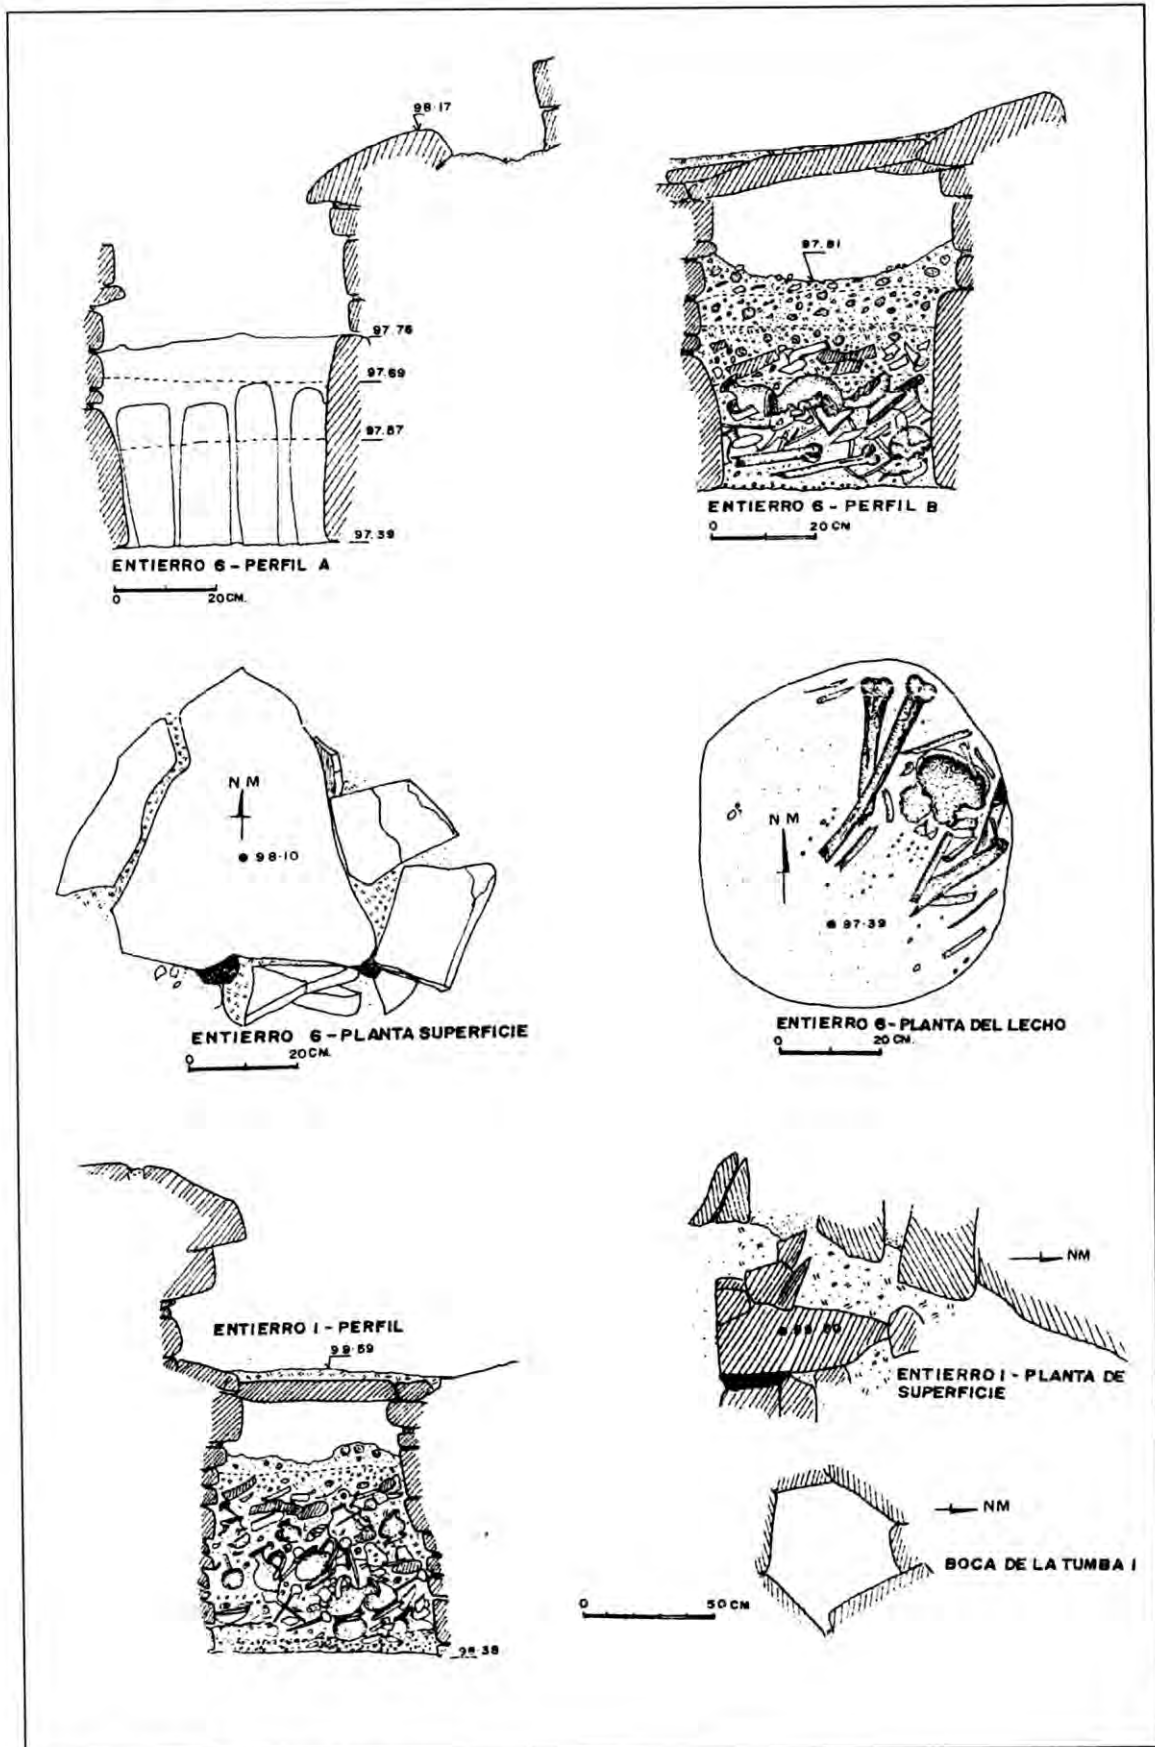 98·17
97.76
97.69
97.57
97.39
ENTIERRO 6 - PERFIL A
0 20CM.
97.81
ENTIERRO 6 - PERFIL B
0 20CM
NM
98·10
ENTIERRO 6 - PLANTA SUPERFICIE
0 20CM.
NM
97·39
ENTIERRO 6 - PLANTA DEL LECHO
0 20CM.
ENTIERRO I - PERFIL
99·59
98·38
NM
ENTIERRO I - PLANTA DE
SUPERFICIE
NM
BOCA DE LA TUMBA I
0 50CM